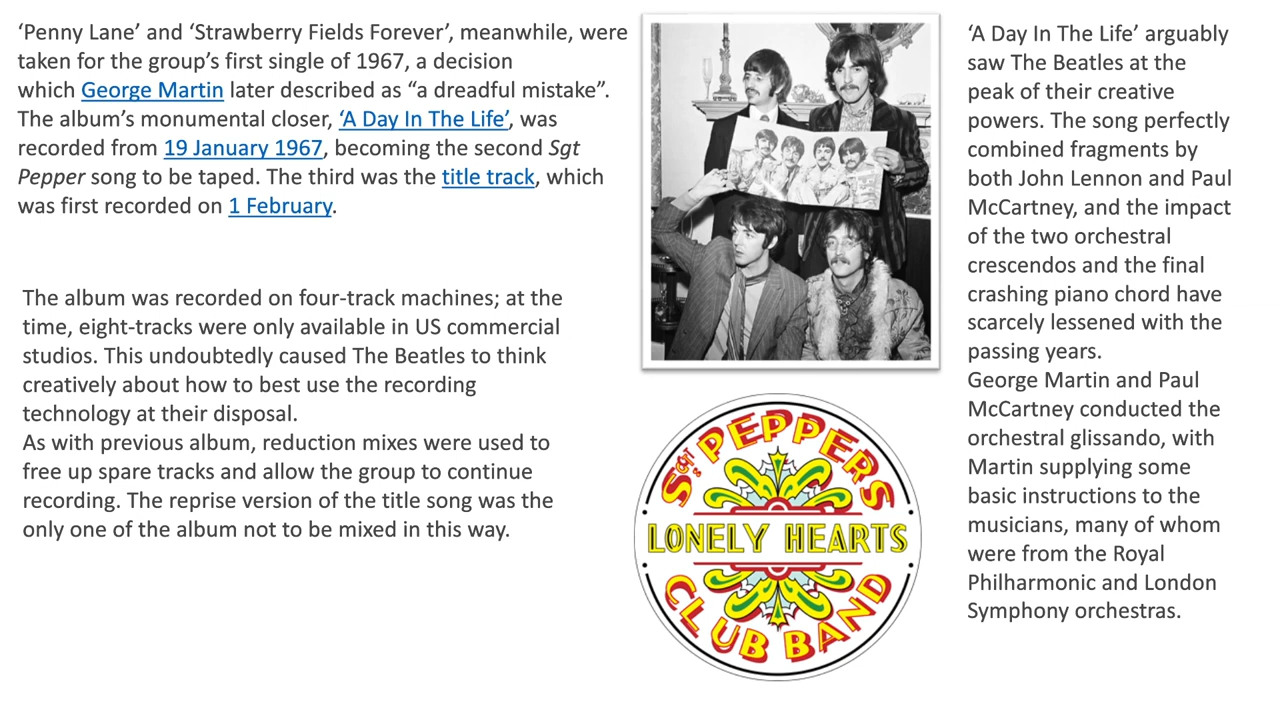 ‘Penny Lane’ and ‘Strawberry Fields Forever’, meanwhile, were
taken for the group’s first single of 1967, a decision
which George Martin later described as “a dreadful mistake”.
The album’s monumental closer, ‘A Day In The Life’, was
recorded from 19 January 1967, becoming the second Sgt
Pepper song to be taped. The third was the title track, which
was first recorded on 1 February.
The album was recorded on four-track machines; at the
time, eight-tracks were only available in US commercial
studios. This undoubtedly caused The Beatles to think
creatively about how to best use the recording
technology at their disposal.
As with previous album, reduction mixes were used to
free up spare tracks and allow the group to continue
recording. The reprise version of the title song was the
only one of the album not to be mixed in this way.
Sgt. PEPPERS
LONELY HEARTS
CLUB BAND
‘A Day In The Life’ arguably
saw The Beatles at the
peak of their creative
powers. The song perfectly
combined fragments by
both John Lennon and Paul
McCartney, and the impact
of the two orchestral
crescendos and the final
crashing piano chord have
scarcely lessened with the
passing years.
George Martin and Paul
McCartney conducted the
orchestral glissando, with
Martin supplying some
basic instructions to the
musicians, many of whom
were from the Royal
Philharmonic and London
Symphony orchestras.